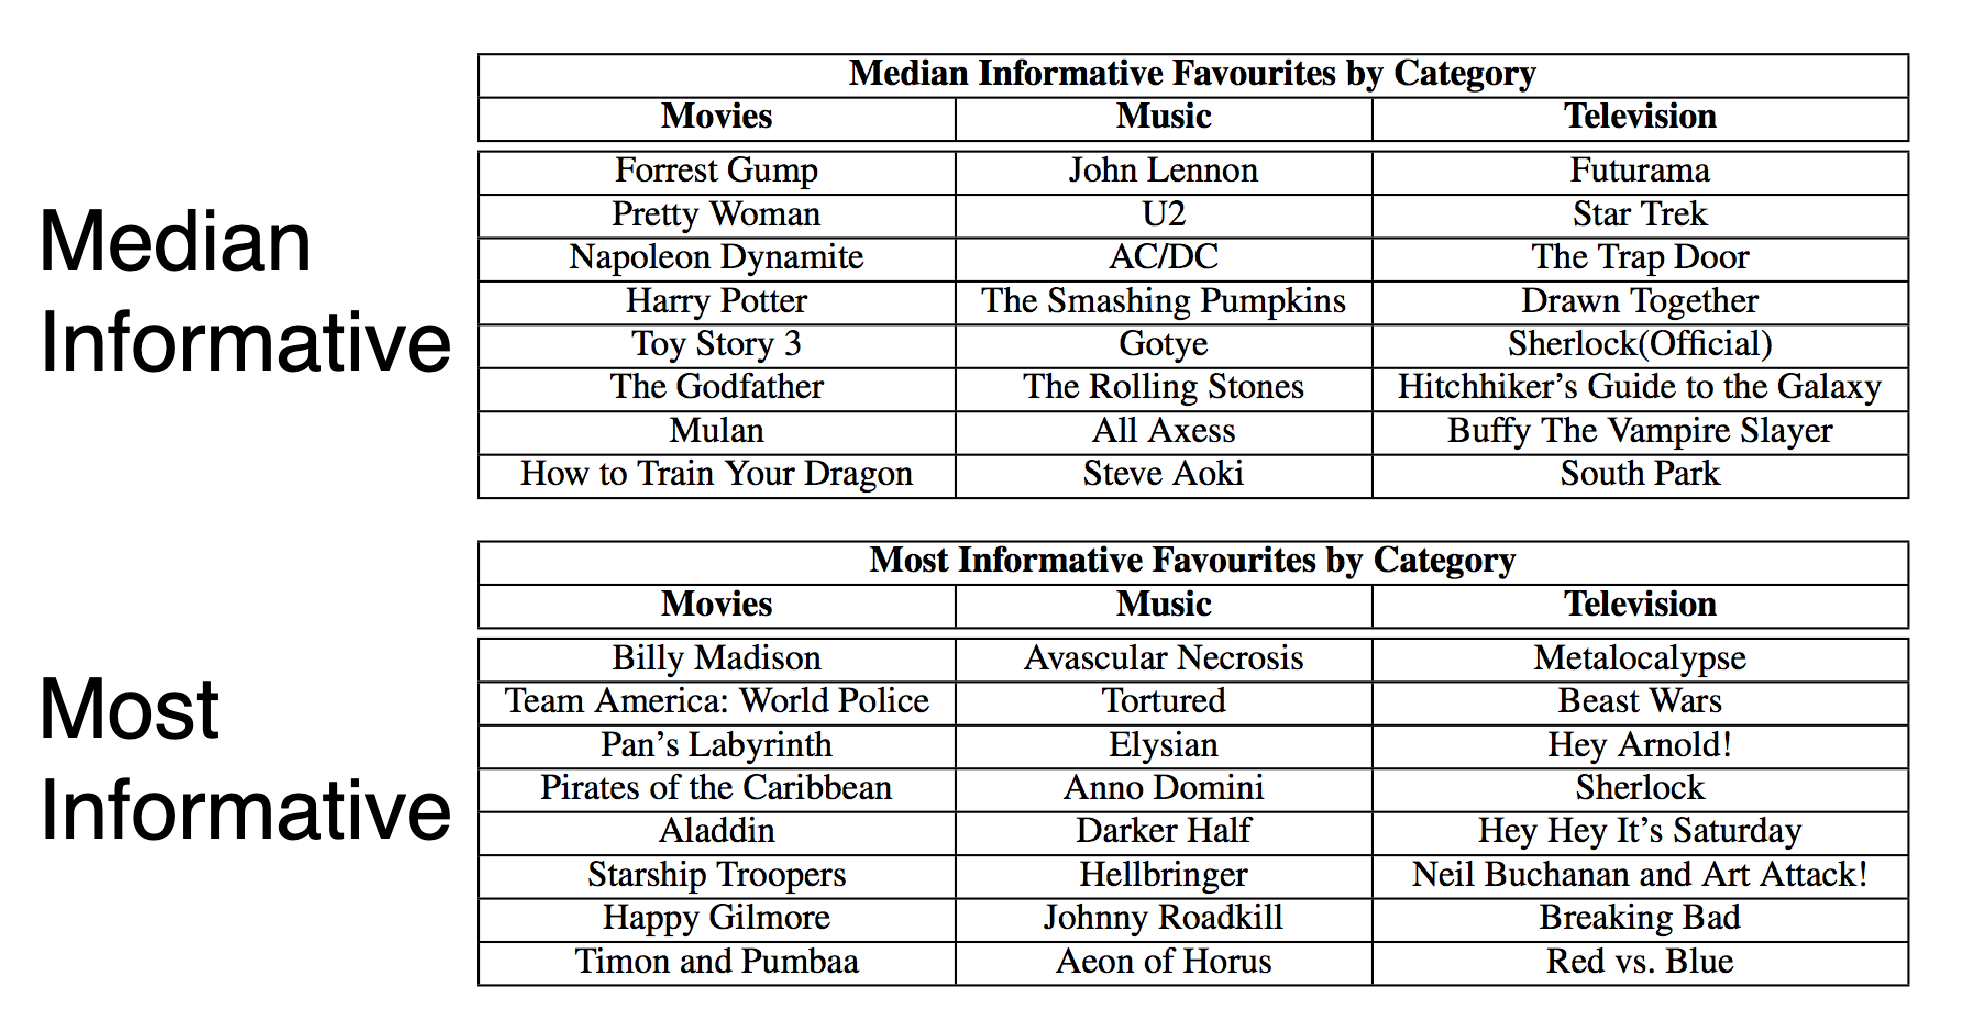 Median
Informative
Median Informative Favourites by Category
Movies Music Television
Forrest Gump John Lennon Futurama
Pretty Woman U2 Star Trek
Napoleon Dynamite AC/DC The Trap Door
Harry Potter The Smashing Pumpkins Drawn Together
Toy Story 3 Gotye Sherlock(Official)
The Godfather The Rolling Stones Hitchhiker's Guide to the Galaxy
Mulan All Axess Buffy The Vampire Slayer
How to Train Your Dragon Steve Aoki South Park
Most
Informative
Most Informative Favourites by Category
Movies Music Television
Billy Madison Avascular Necrosis Metalocalypse
Team America: World Police Tortured Beast Wars
Pan's Labyrinth Elysian Hey Arnold!
Pirates of the Caribbean Anno Domini Sherlock
Aladdin Darker Half Hey Hey It's Saturday
Starship Troopers Hellbringer Neil Buchanan and Art Attack!
Happy Gilmore Johnny Roadkill Breaking Bad
Timon and Pumbaa Aeon of Horus Red vs. Blue